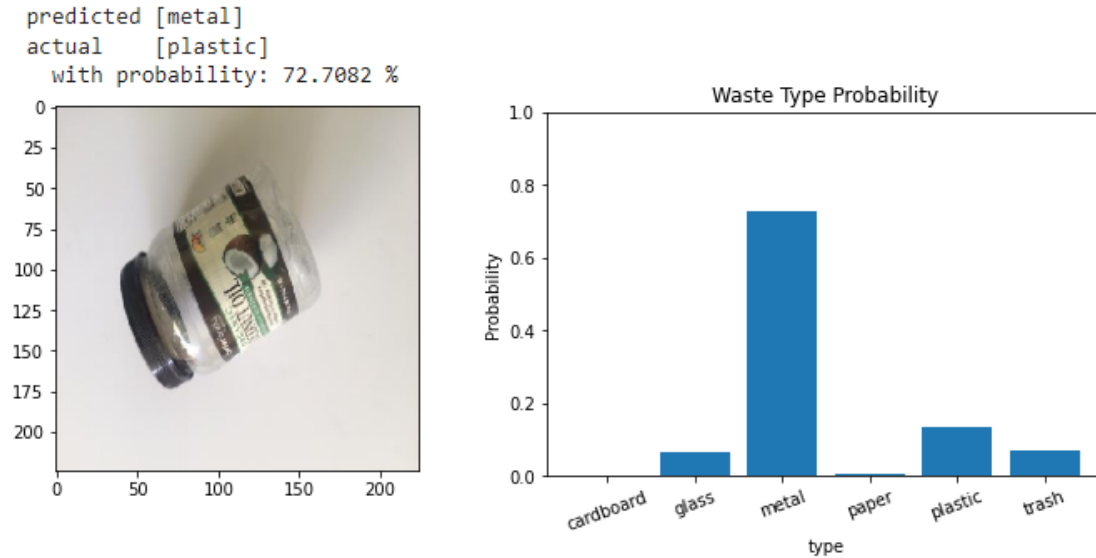 predicted [metal]
actual [plastic]
with probability: 72.7082 %
0
25
50
75
100
125
150
175
200
0
50
100
150
200
OIL
Waste Type Probability
1.0
0.8
0.6
0.4
0.2
0.0
Probability
cardboard
glass
metal
paper
plastic
trash
type